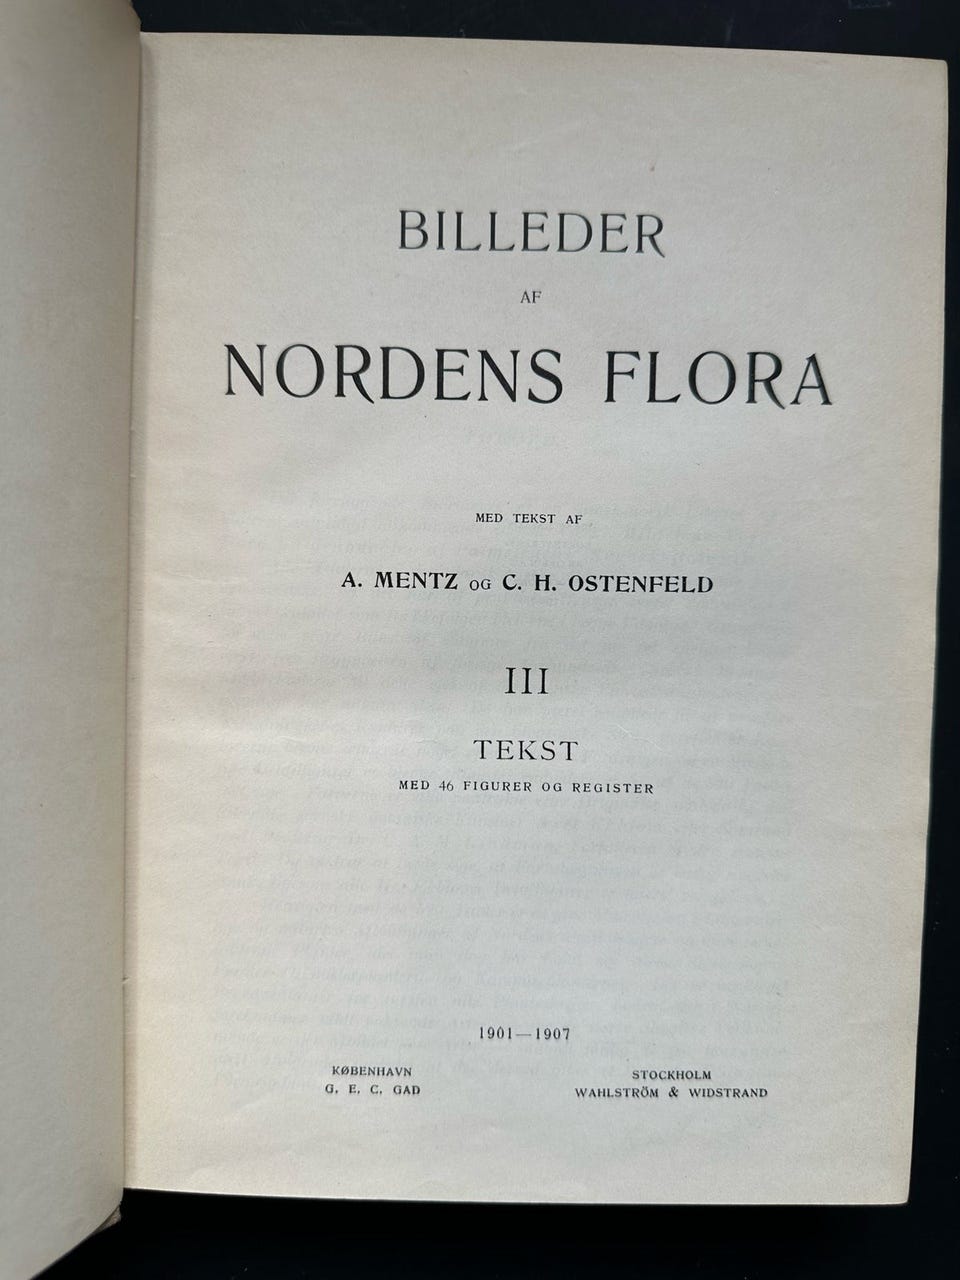 BILLEDER
AF
NORDENS FLORA
MED TEKST AF
A. MENTZ OG C. H. OSTENFELD
III
TEKST
MED 46 FIGURER OG REGISTER
1901—1907
KØBENHAVN
G. E. C. GAD
STOCKHOLM
WAHLSTRÖM & WIDSTRAND